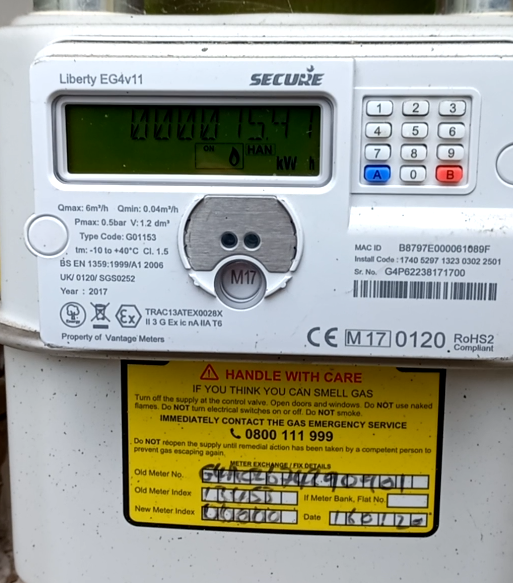 Liberty EG4v11
SECURE
ON HAN
kW h
1 2 3
4 5 6
7 8 9
A 0 B
Qmax: 6m³/h Qmin: 0.04m³/h
Pmax: 0.5bar V: 1.2 dm³
Type Code: G01153
tm: -10 to +40°C Cl. 1.5
BS EN 1359:1999/A1 2006
UK/ 0120/ SGS0252
Year : 2017
M17
MAC ID B8797E000061089F
Install Code : 1740 5297 1323 0302 2501
Sr. No. G4P62238171700
Ex
TRAC13ATEX0028X
II 3 G Ex ic nA IIA T6
Property of Vantage Meters
CE M 17 0120 RoHS2
Compliant
HANDLE WITH CARE
IF YOU THINK YOU CAN SMELL GAS
Turn off the supply at the control valve. Open doors and windows. Do NOT use naked
flames. Do NOT turn electrical switches on or off. Do NOT smoke.
IMMEDIATELY CONTACT THE GAS EMERGENCY SERVICE
0800 111 999
Do NOT reopen the supply until remedial action has been taken by a competent person to
prevent gas escaping again.
METER EXCHANGE / FIX DETAILS
Old Meter No.
Old Meter Index
If Meter Bank, Flat No.
New Meter Index
Date